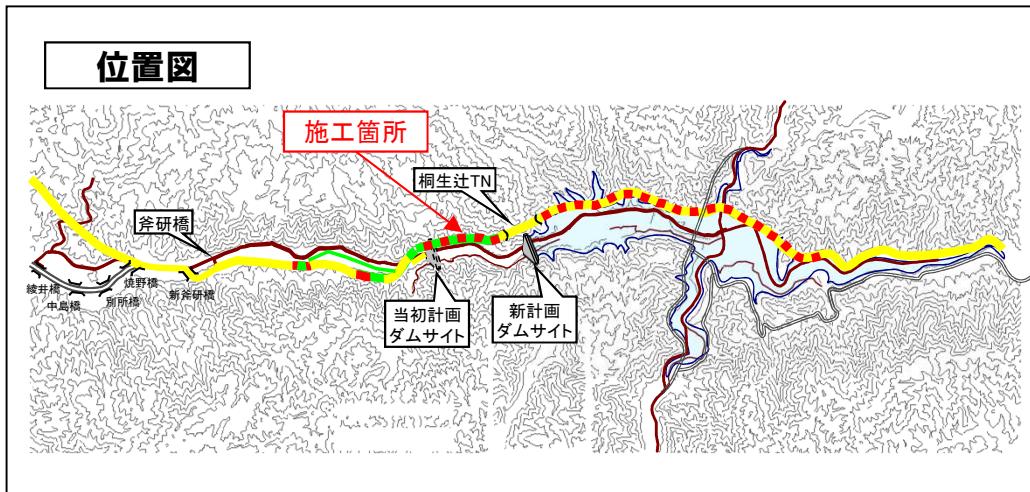 位置図
施工箇所
桐生辻TN
斧研橋
綾井橋
中島橋
別所橋
焼野橋
新斧研橋
当初計画
ダムサイト
新計画
ダムサイト